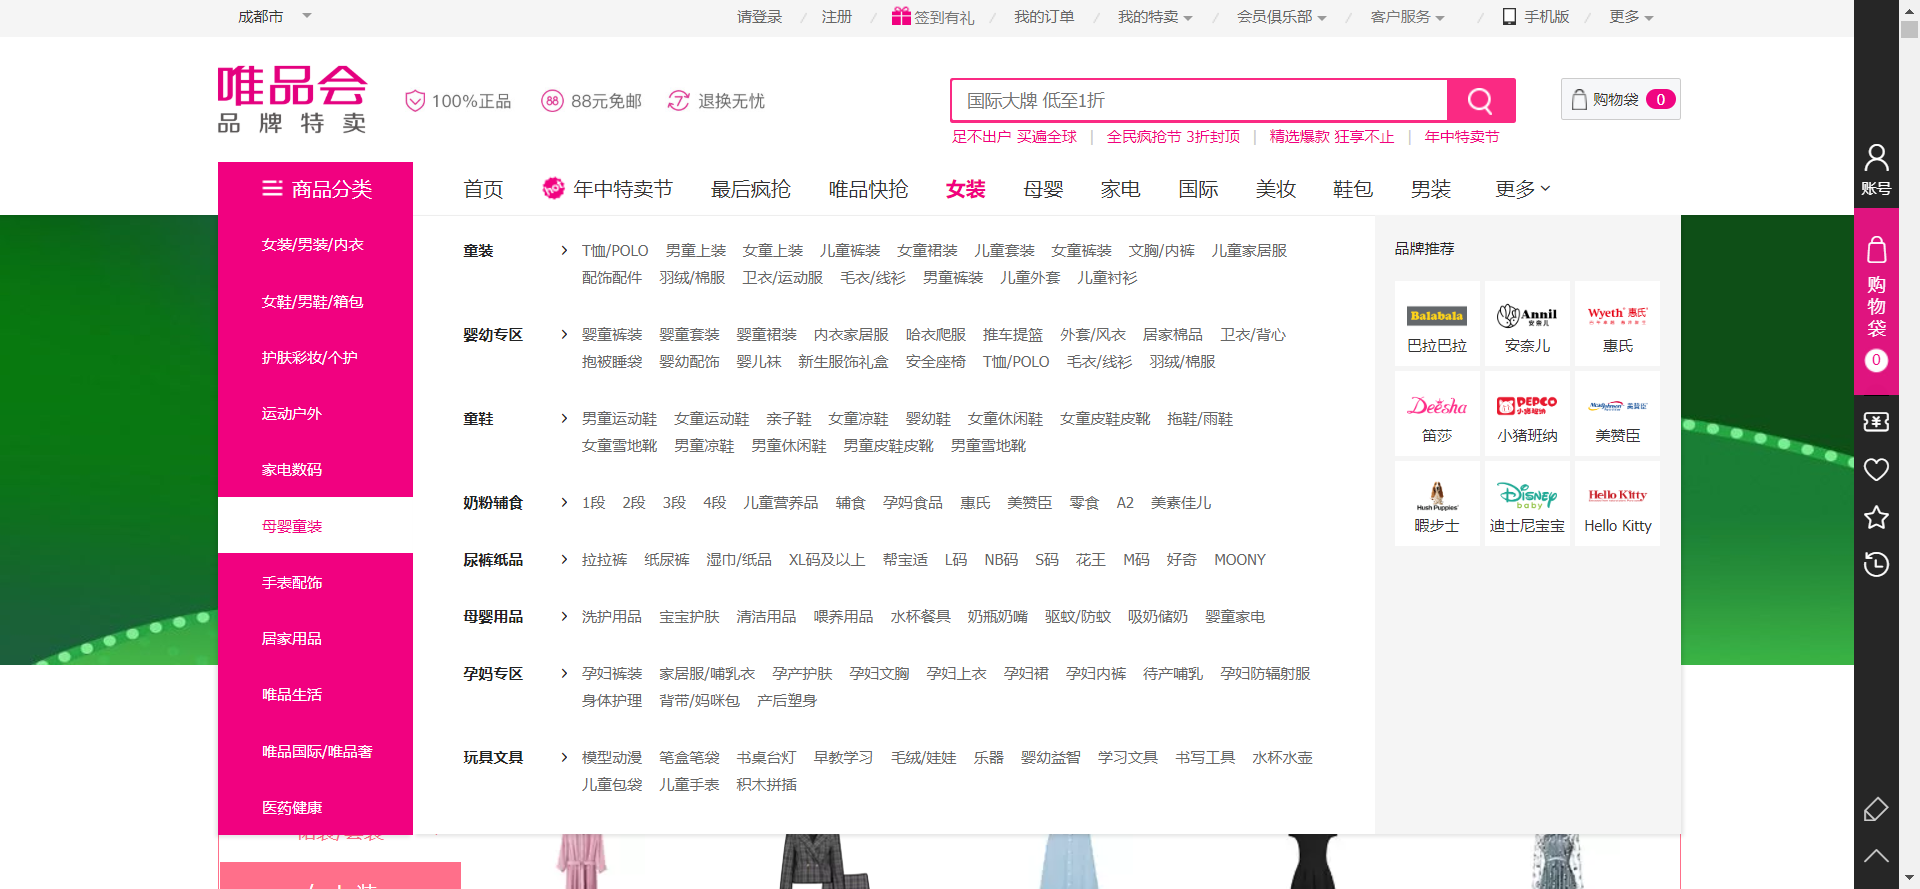 成都市 请登录 / 注册 / 签到有礼 / 我的订单 / 我的特卖 / 会员俱乐部 / 客户服务 / 手机版 / 更多
唯品会
品牌特卖
100%正品 88元免邮 7 退换无忧
国际大牌 低至1折
购物袋 0
足不出户 买遍全球 | 全民疯抢节 3折封顶 | 精选爆款 狂享不止 | 年中特卖节
商品分类 首页 hot 年中特卖节 最后疯抢 唯品快抢 女装 母婴 家电 国际 美妆 鞋包 男装 更多
女装/男装/内衣
女鞋/男鞋/箱包
护肤彩妆/个护
运动户外
家电数码
母婴童装
手表配饰
居家用品
唯品生活
唯品国际/唯品奢
医药健康
童装 > T恤/POLO 男童上装 女童上装 儿童裤装 女童裙装 儿童套装 女童裤装 文胸/内裤 儿童家居服
配饰配件 羽绒/棉服 卫衣/运动服 毛衣/线衫 男童裤装 儿童外套 儿童衬衫
婴幼专区 > 婴童裤装 婴童套装 婴童裙装 内衣家居服 哈衣爬服 推车提篮 外套/风衣 居家棉品 卫衣/背心
抱被睡袋 婴幼配饰 婴儿袜 新生服饰礼盒 安全座椅 T恤/POLO 毛衣/线衫 羽绒/棉服
童鞋 > 男童运动鞋 女童运动鞋 亲子鞋 女童凉鞋 婴幼鞋 女童休闲鞋 女童皮鞋皮靴 拖鞋/雨鞋
女童雪地靴 男童凉鞋 男童休闲鞋 男童皮鞋皮靴 男童雪地靴
奶粉辅食 > 1段 2段 3段 4段 儿童营养品 辅食 孕妈食品 惠氏 美赞臣 零食 A2 美素佳儿
尿裤纸品 > 拉拉裤 纸尿裤 湿巾/纸品 XL码及以上 帮宝适 L码 NB码 S码 花王 M码 好奇 MOONY
母婴用品 > 洗护用品 宝宝护肤 清洁用品 喂养用品 水杯餐具 奶瓶奶嘴 驱蚊/防蚊 吸奶储奶 婴童家电
孕妈专区 > 孕妇裤装 家居服/哺乳衣 孕产护肤 孕妇文胸 孕妇上衣 孕妇裙 孕妇内裤 待产哺乳 孕妇防辐射服
身体护理 背带/妈咪包 产后塑身
玩具文具 > 模型动漫 笔盒笔袋 书桌台灯 早教学习 毛绒/娃娃 乐器 婴幼益智 学习文具 书写工具 水杯水壶
儿童包袋 儿童手表 积木拼插
品牌推荐
Balabala Annil 安奈儿 Wyeth 惠氏
巴拉巴拉 安奈儿 惠氏
Deesha PEPCO 小猪班纳 美赞臣
笛莎 小猪班纳 美赞臣
Hush Puppies Disney baby Hello Kitty
暇步士 迪士尼宝宝 Hello Kitty
账号
购物袋
0